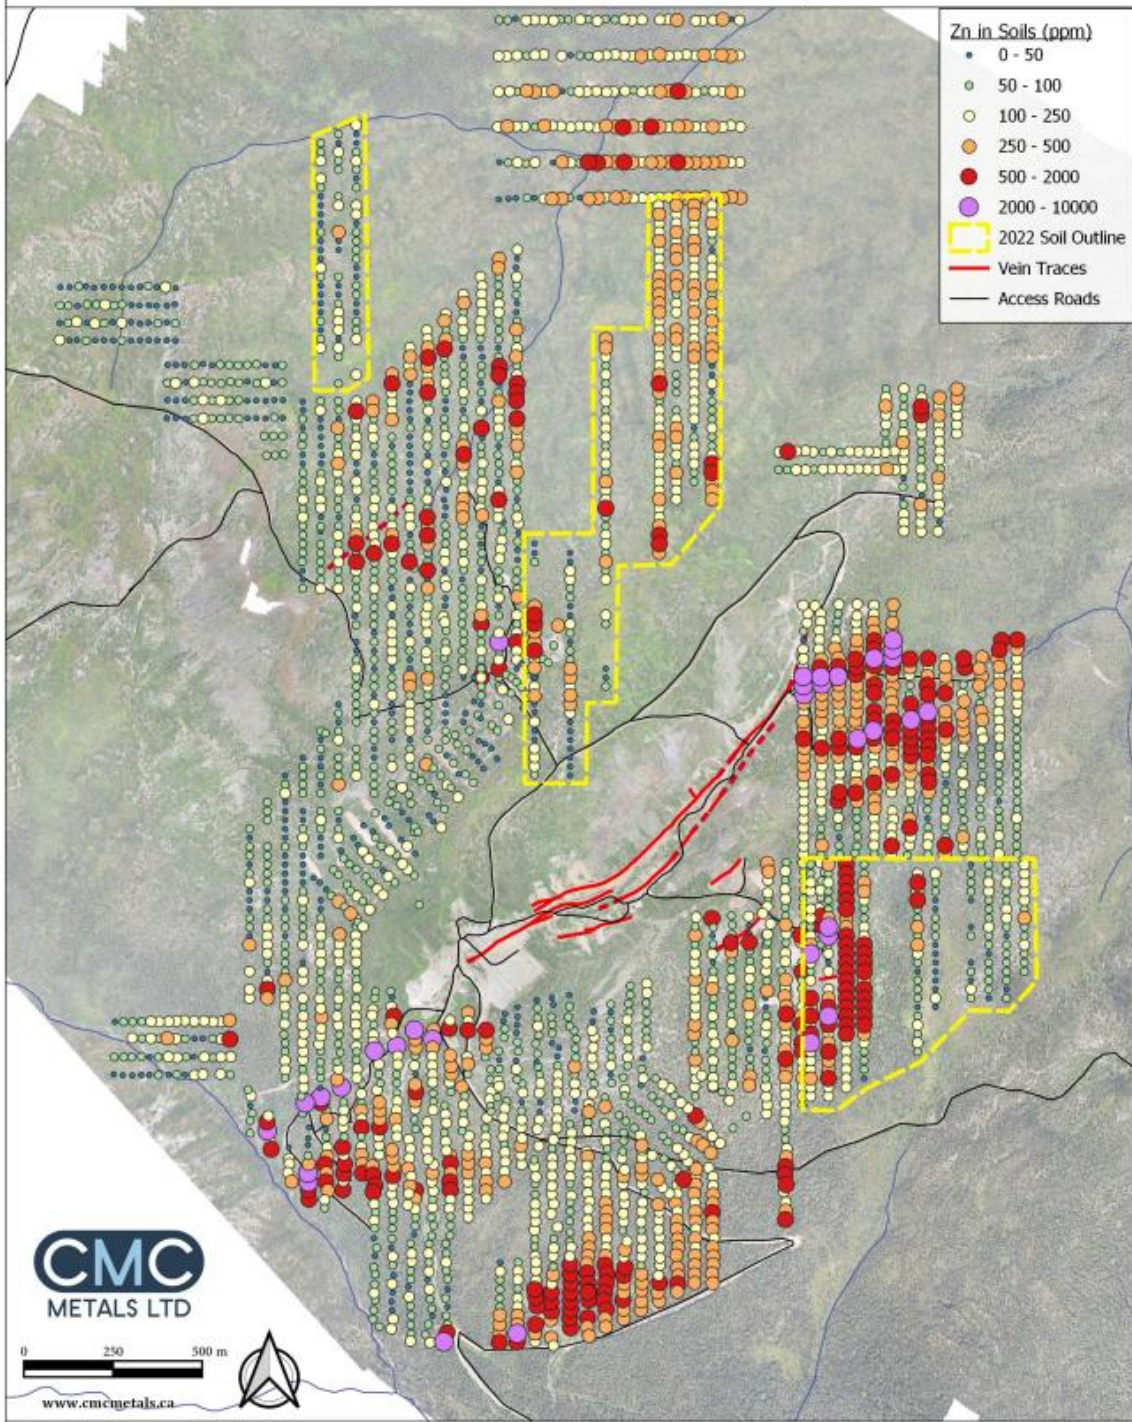 Zn in Soils (ppm)
0 - 50
50 - 100
100 - 250
250 - 500
500 - 2000
2000 - 10000
2022 Soil Outline
Vein Traces
Access Roads
CMC
METALS LTD
0 250 500 m
www.cmcmetals.ca